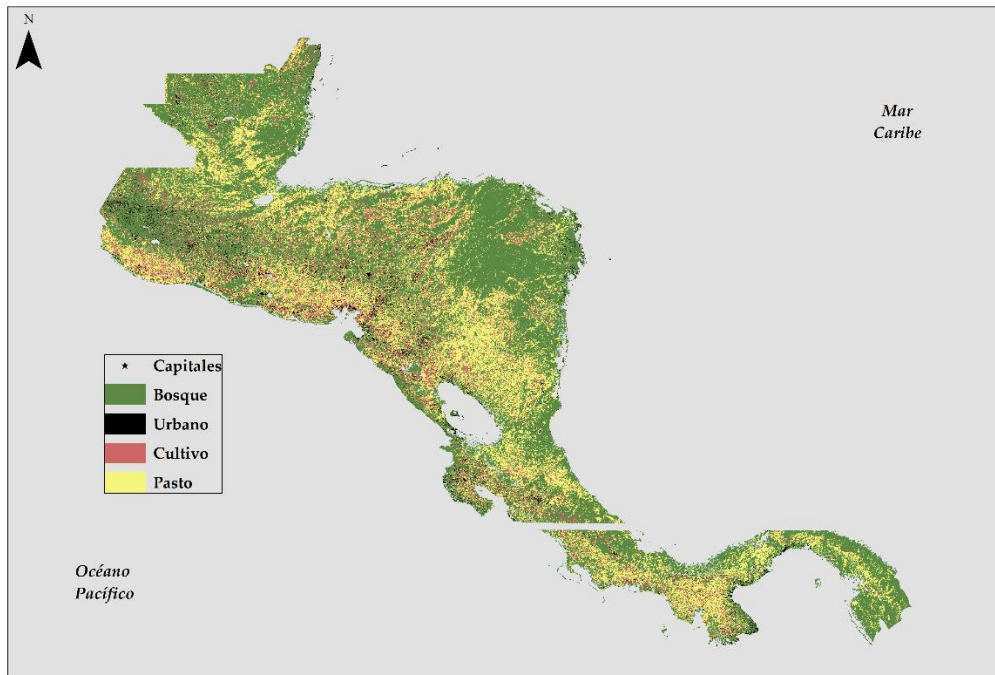 N
Mar
Caribe
Capitales
Bosque
Urbano
Cultivo
Pasto
Océano
Pacífico